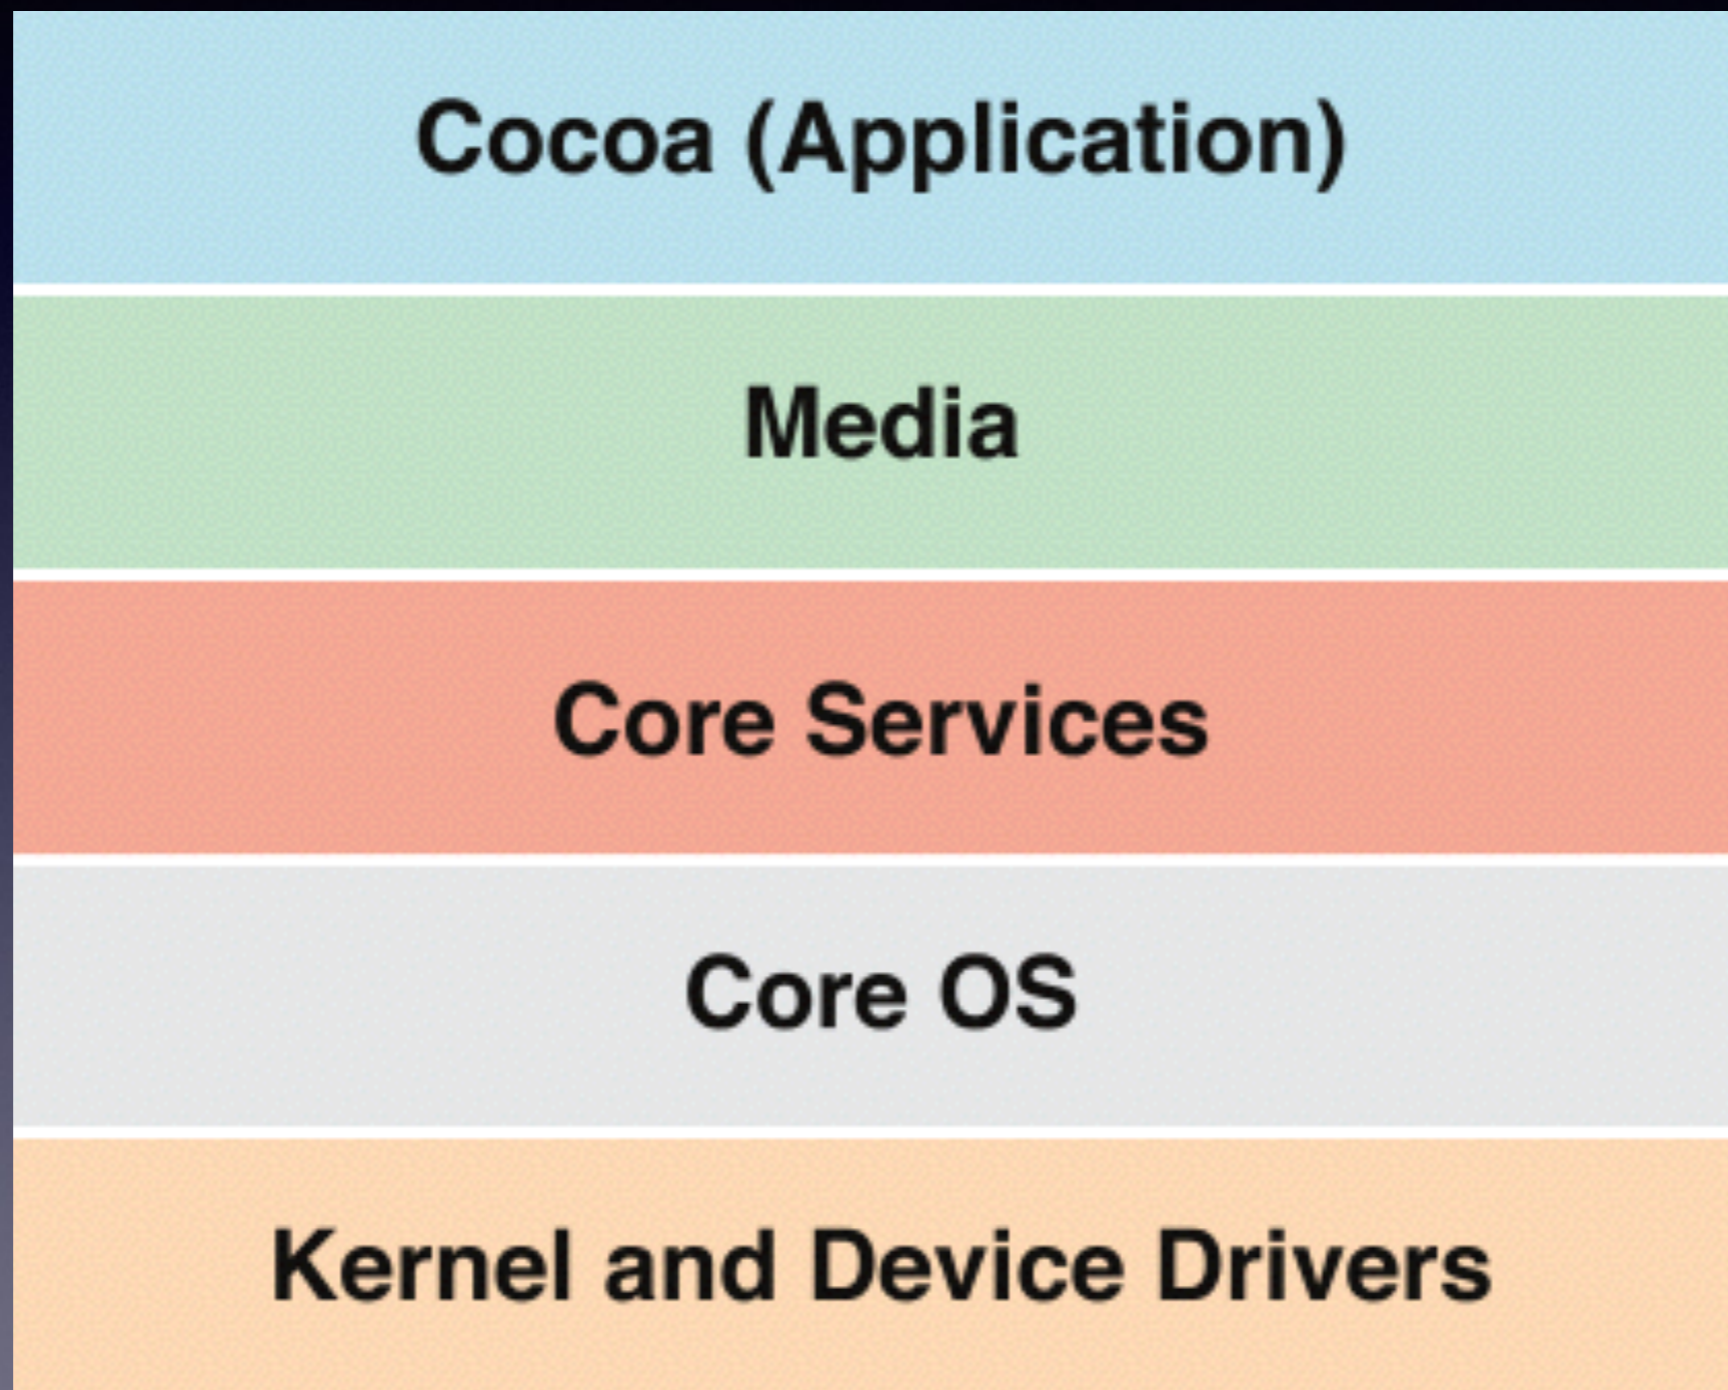 Cocoa (Application)
Media
Core Services
Core OS
Kernel and Device Drivers